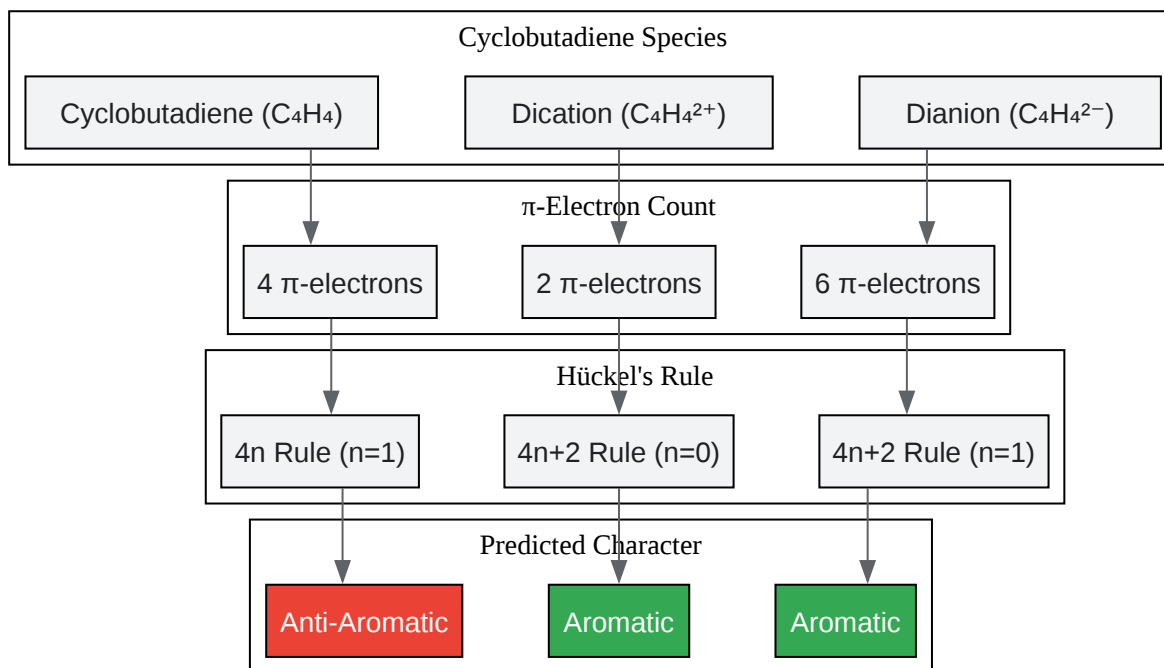 Cyclobutadiene Species
Cyclobutadiene (C₄H₄)
Dication (C₄H₄²⁺)
Dianion (C₄H₄²⁻)
π-Electron Count
4 π-electrons
2 π-electrons
6 π-electrons
Hückel's Rule
4n Rule (n=1)
4n+2 Rule (n=0)
4n+2 Rule (n=1)
Predicted Character
Anti-Aromatic
Aromatic
Aromatic